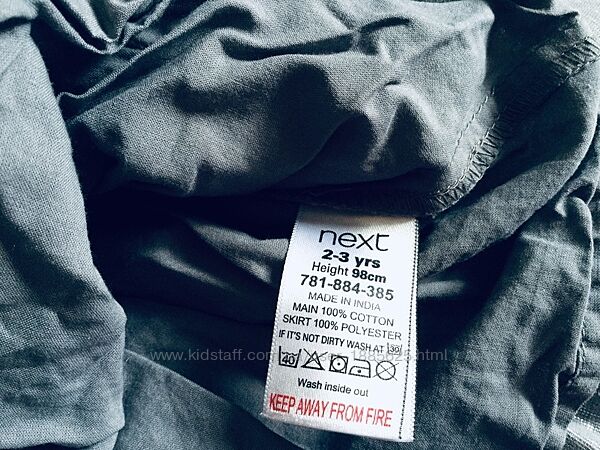 next
2-3 yrs
Height 98cm
781-884-385
MADE IN INDIA
MAIN 100% COTTON
SKIRT 100% POLYESTER
IF IT'S NOT DIRTY WASH AT 30
40
Wash inside out
KEEP AWAY FROM FIRE